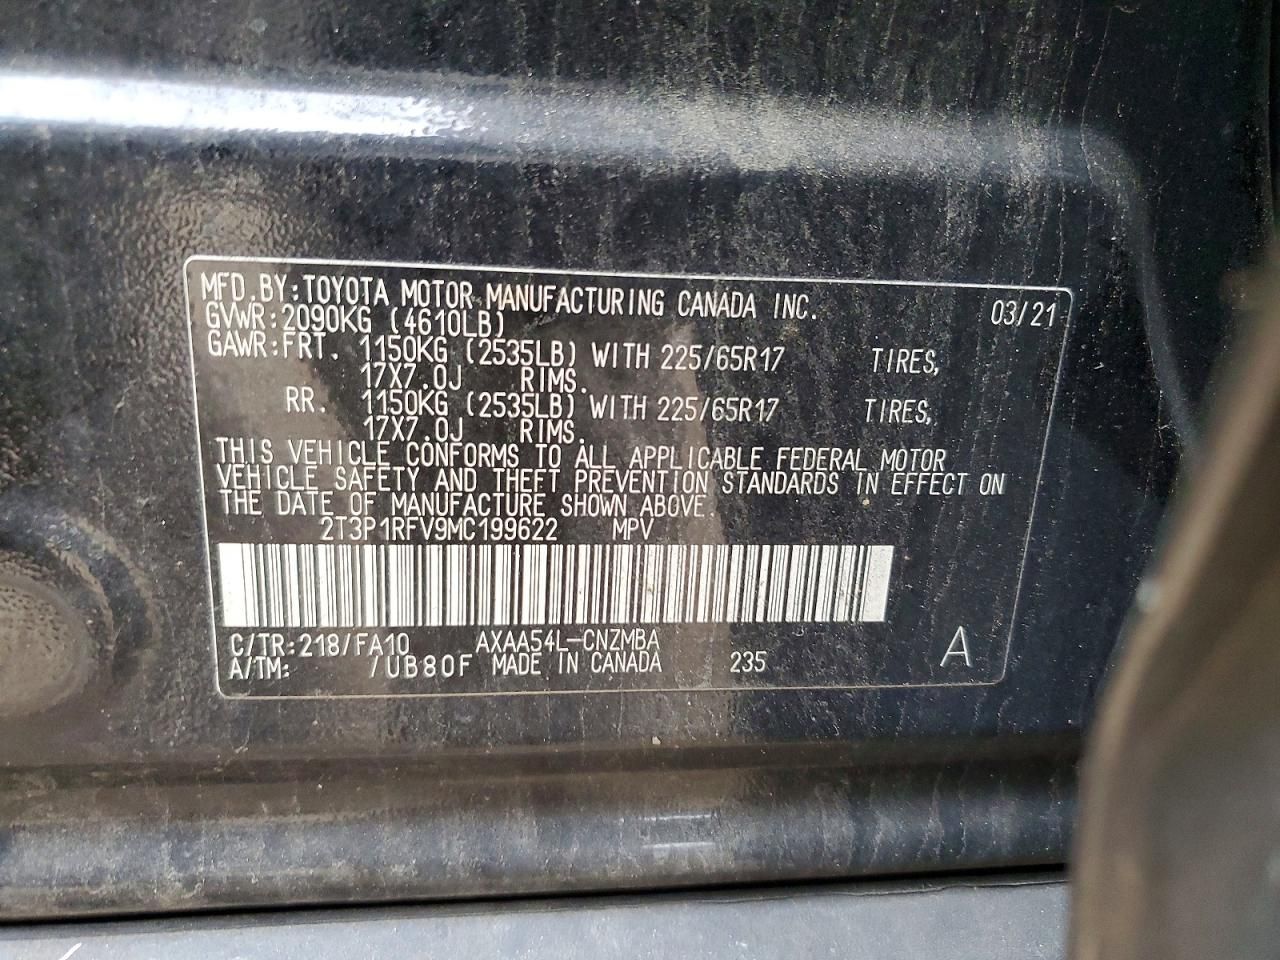 MFD.BY:TOYOTA MOTOR MANUFACTURING CANADA INC. 03/21
GVWR:2090KG (4610LB)
GAWR:FRT. 1150KG (2535LB) WITH 225/65R17 TIRES,
17X7.0J RIMS.
RR. 1150KG (2535LB) WITH 225/65R17 TIRES,
17X7.0J RIMS.
THIS VEHICLE CONFORMS TO ALL APPLICABLE FEDERAL MOTOR
VEHICLE SAFETY AND THEFT PREVENTION STANDARDS IN EFFECT ON
THE DATE OF MANUFACTURE SHOWN ABOVE.
2T3P1RFV9MC199622 MPV
C/TR:218/FA10 AXAA54L-CNZMBA
A/TM: /UB80F MADE IN CANADA 235 A